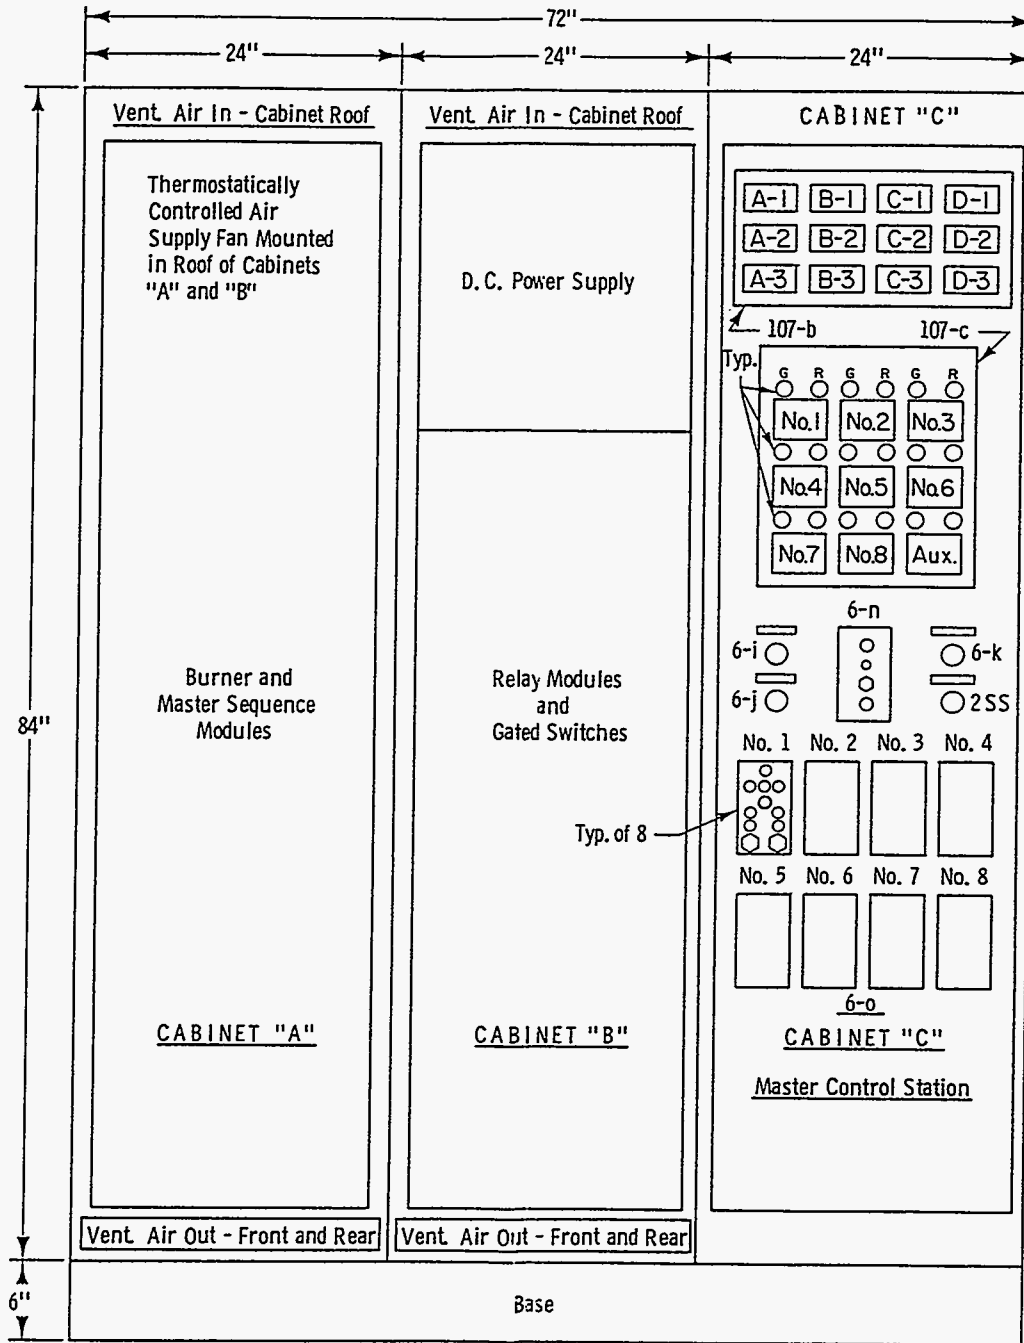 72"
24" 24" 24"
Vent. Air In - Cabinet Roof
Vent. Air In - Cabinet Roof
CABINET "C"
Thermostatically
Controlled Air
Supply Fan Mounted
in Roof of Cabinets
"A" and "B"
D.C. Power Supply
A-1 B-1 C-1 D-1
A-2 B-2 C-2 D-2
A-3 B-3 C-3 D-3
107-b 107-c
Typ.
G R G R G R
No.1 No.2 No.3
No.4 No.5 No.6
No.7 No.8 Aux.
6-n
6-i 6-k
6-j 2SS
84"
Burner and
Master Sequence
Modules
Relay Modules
and
Gated Switches
No. 1 No. 2 No. 3 No. 4
Typ. of 8
No. 5 No. 6 No. 7 No. 8
6-o
CABINET "A"
CABINET "B"
CABINET "C"
Master Control Station
Vent. Air Out - Front and Rear
Vent. Air Out - Front and Rear
6"
Base